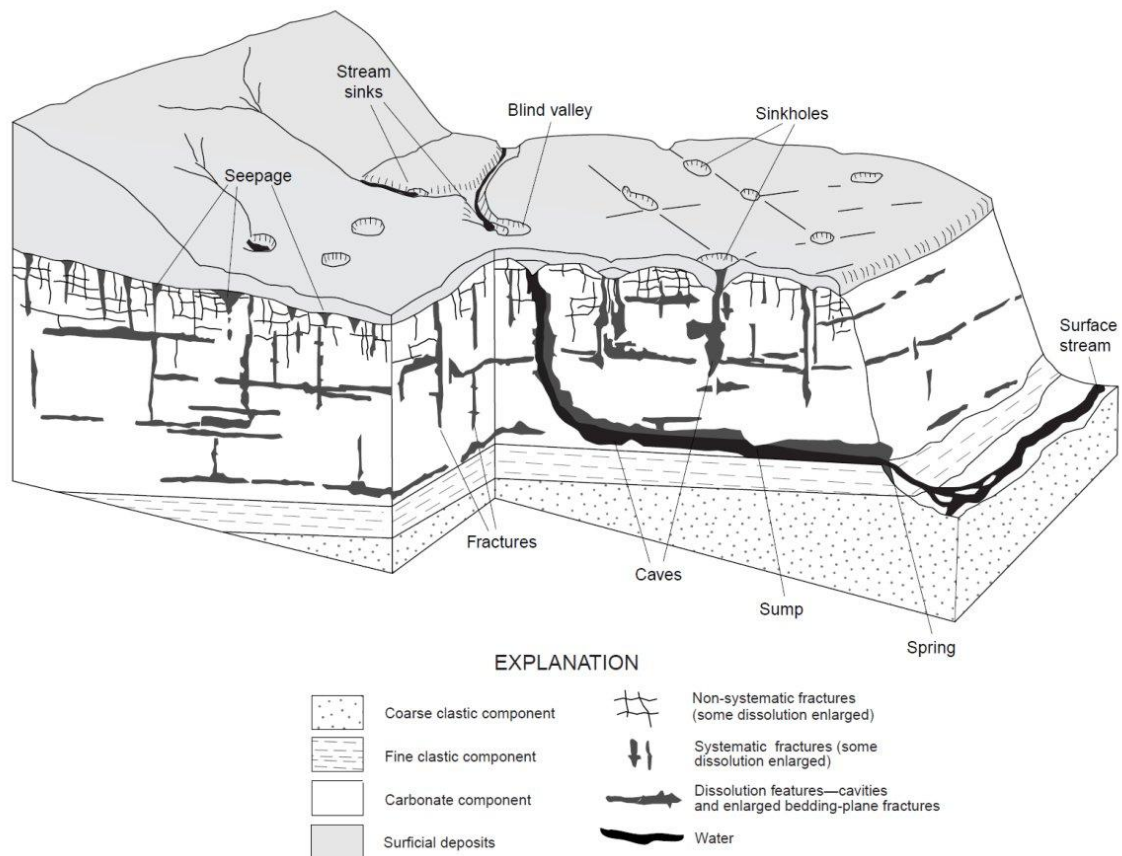 Stream
sinks
Blind valley
Sinkholes
Seepage
Surface
stream
Fractures
Caves
Sump
Spring
EXPLANATION
Coarse clastic component
Fine clastic component
Carbonate component
Surficial deposits
Non-systematic fractures
(some dissolution enlarged)
Systematic fractures (some
dissolution enlarged)
Dissolution features—cavities
and enlarged bedding-plane fractures
Water